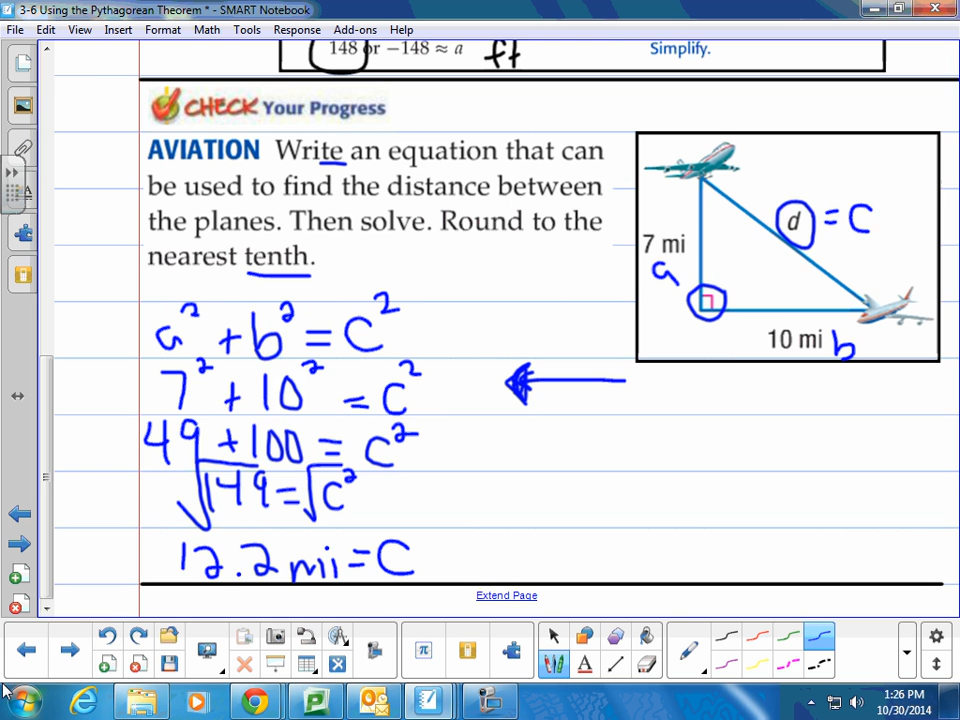 3-6 Using the Pythagorean Theorem * - SMART Notebook
File Edit View Insert Format Math Tools Response Add-ons Help
148 or −148 ≈ a ft Simplify.
CHECK Your Progress
AVIATION Write an equation that can
be used to find the distance between
the planes. Then solve. Round to the
nearest tenth.
d = C
7 mi
a
10 mi b
a² + b² = c²
7² + 10² = c²
49 + 100 = c²
√149 = √c²
12.2 mi = C
Extend Page
1:26 PM
10/30/2014